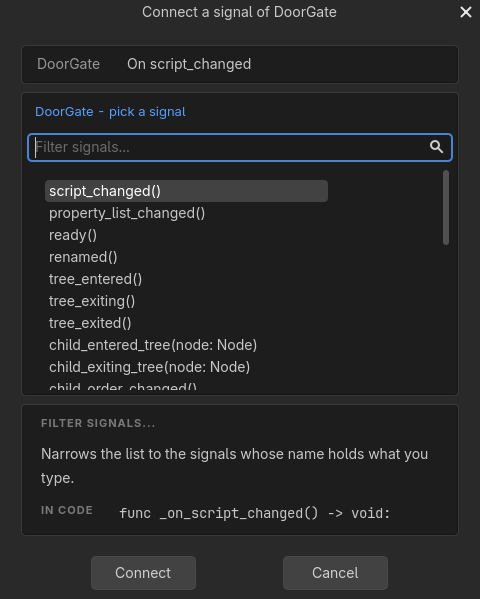 Connect a signal of DoorGate
DoorGate On script_changed
DoorGate - pick a signal
Filter signals...
script_changed()
property_list_changed()
ready()
renamed()
tree_entered()
tree_exiting()
tree_exited()
child_entered_tree(node: Node)
child_exiting_tree(node: Node)
child_order_changed()
FILTER SIGNALS...
Narrows the list to the signals whose name holds what you
type.
IN CODE func _on_script_changed() -> void:
Connect Cancel